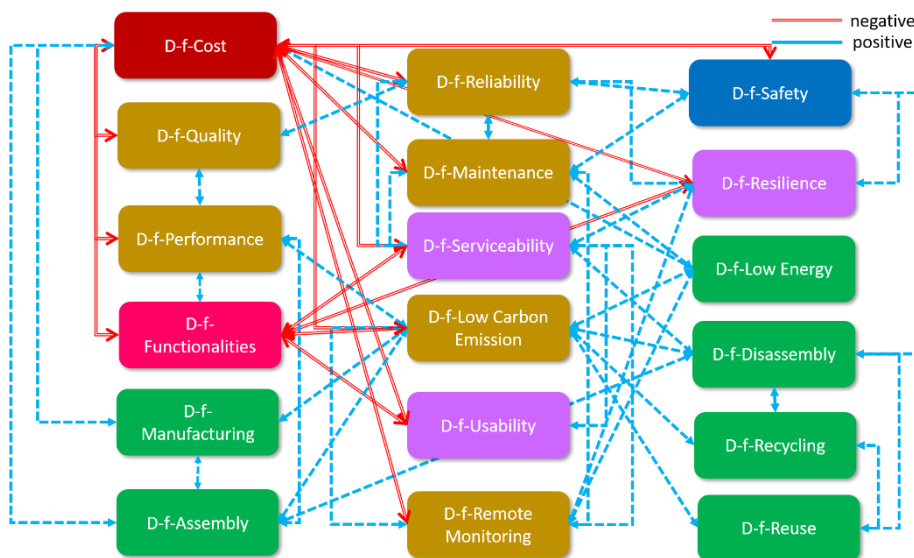 negative
positive
D-f-Cost
D-f-Quality
D-f-Performance
D-f-
Functionalities
D-f-
Manufacturing
D-f-Assembly
D-f-Reliability
D-f-Maintenance
D-f-Serviceability
D-f-Low Carbon
Emission
D-f-Usability
D-f-Remote
Monitoring
D-f-Safety
D-f-Resilience
D-f-Low Energy
D-f-Disassembly
D-f-Recycling
D-f-Reuse